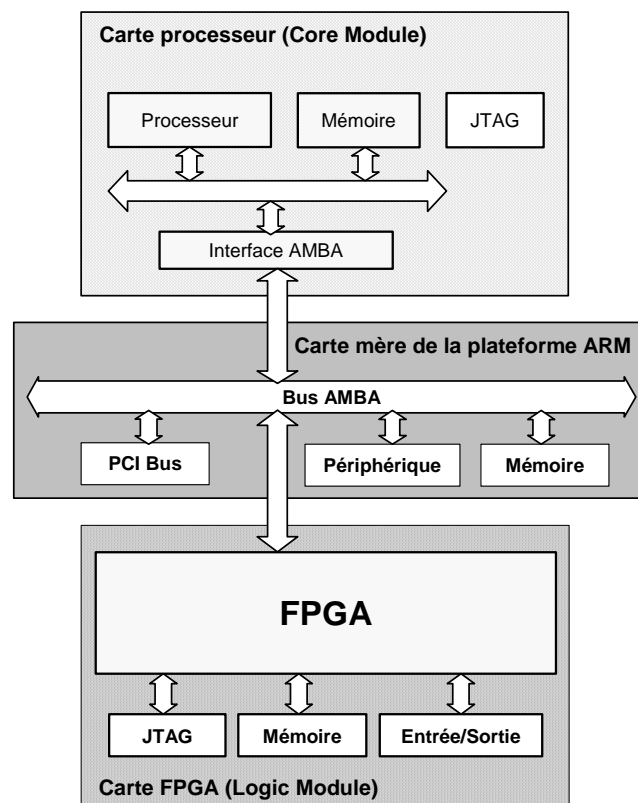 Carte processeur (Core Module)
Processeur
Mémoire
JTAG
Interface AMBA
Carte mère de la plateforme ARM
Bus AMBA
PCI Bus
Périphérique
Mémoire
FPGA
JTAG
Mémoire
Entrée/Sortie
Carte FPGA (Logic Module)